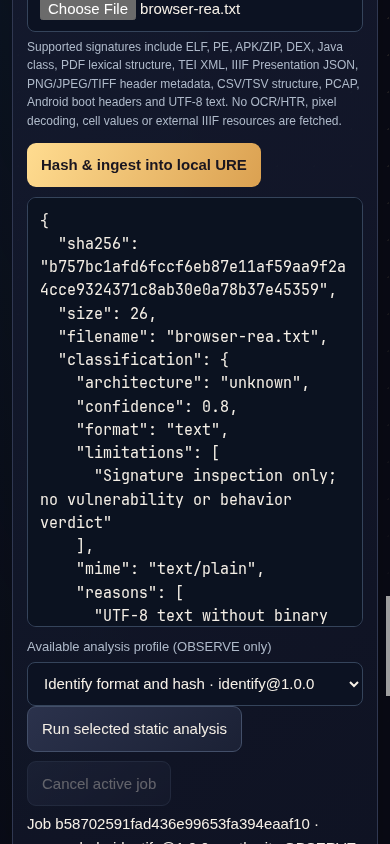 Choose File browser-rea.txt
Supported signatures include ELF, PE, APK/ZIP, DEX, Java
class, PDF lexical structure, TEI XML, IIIF Presentation JSON,
PNG/JPEG/TIFF header metadata, CSV/TSV structure, PCAP,
Android boot headers and UTF-8 text. No OCR/HTR, pixel
decoding, cell values or external IIIF resources are fetched.
Hash & ingest into local URE
{
"sha256":
"b757bc1afd6fccf6eb87e11af59aa9f2a
4cce9324371c8ab30e0a78b37e45359",
"size": 26,
"filename": "browser-rea.txt",
"classification": {
"architecture": "unknown",
"confidence": 0.8,
"format": "text",
"limitations": [
"Signature inspection only;
no vulnerability or behavior
verdict"
],
"mime": "text/plain",
"reasons": [
"UTF-8 text without binary
Available analysis profile (OBSERVE only)
Identify format and hash · identify@1.0.0
Run selected static analysis
Cancel active job
Job b58702591fad436e99653fa394eaaf10 ·